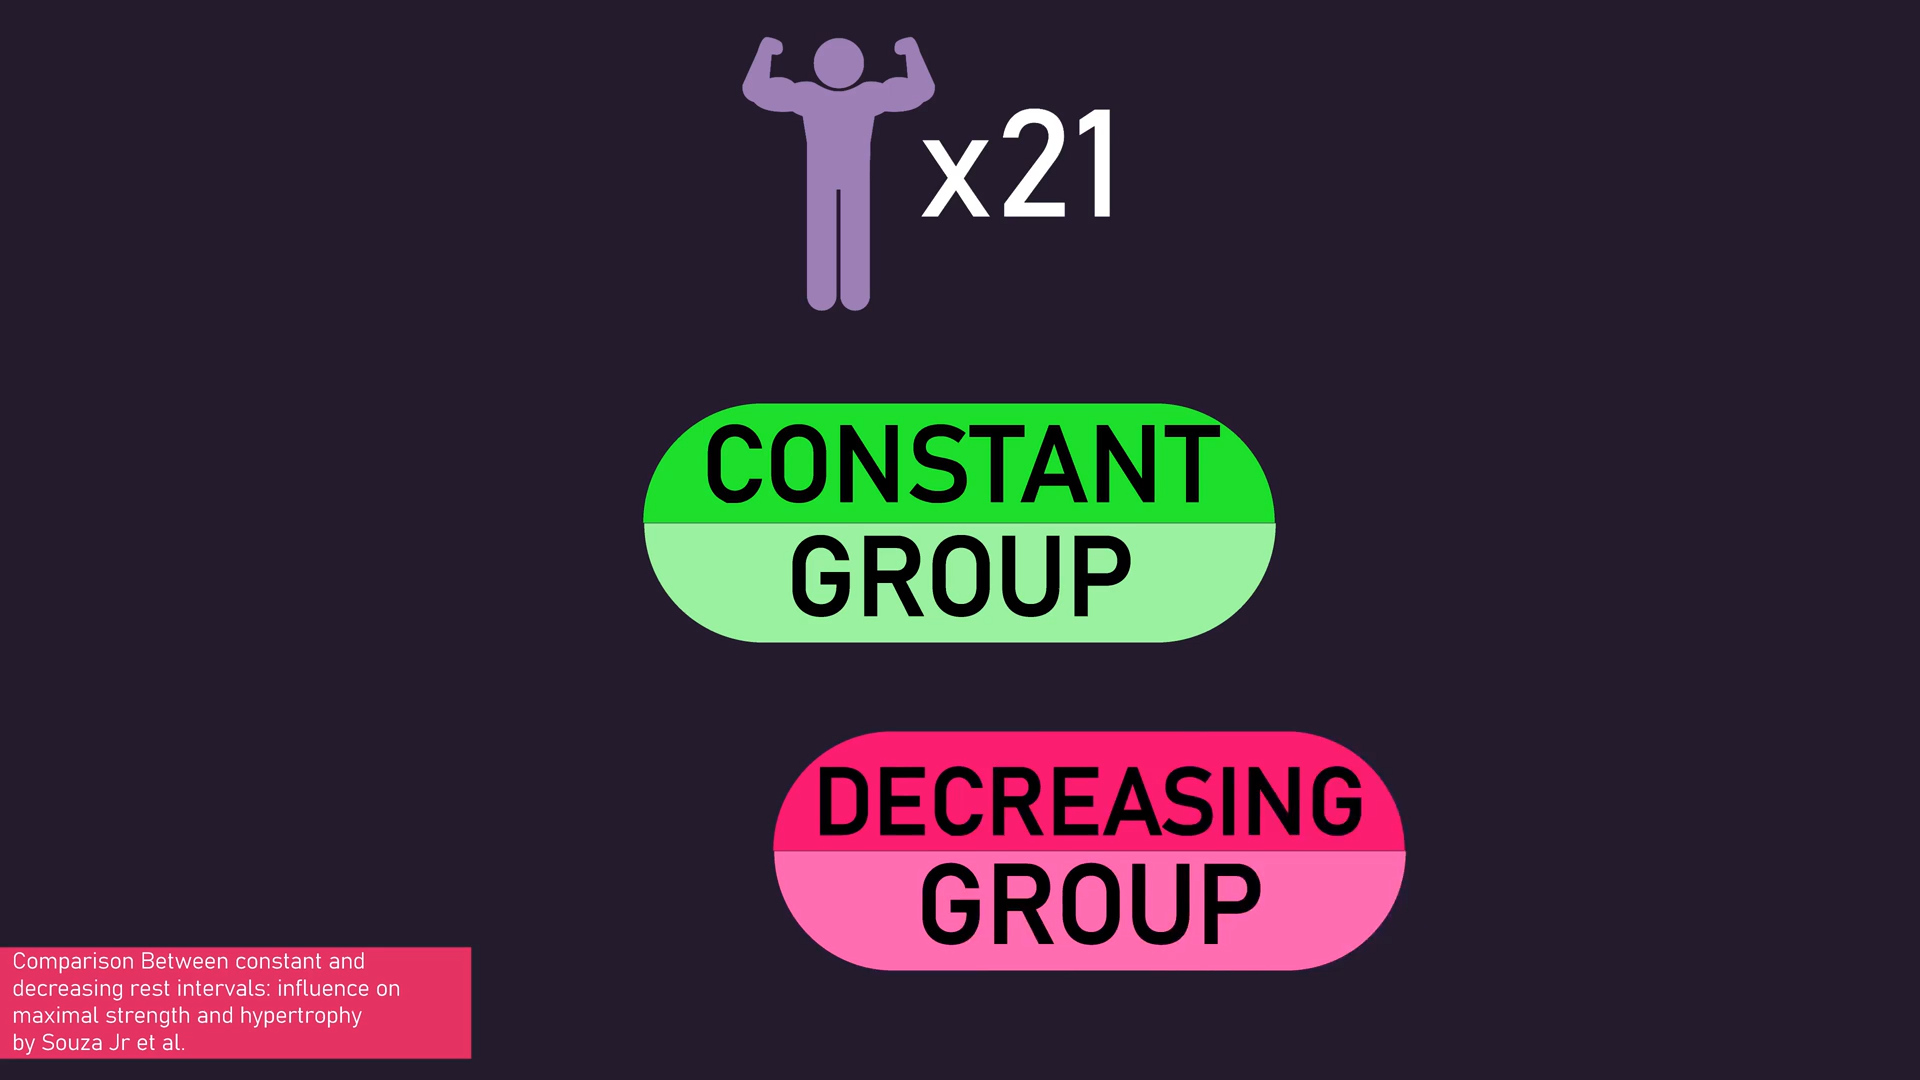 x21
CONSTANT
GROUP
DECREASING
GROUP
Comparison Between constant and
decreasing rest intervals: influence on
maximal strength and hypertrophy
by Souza Jr et al.